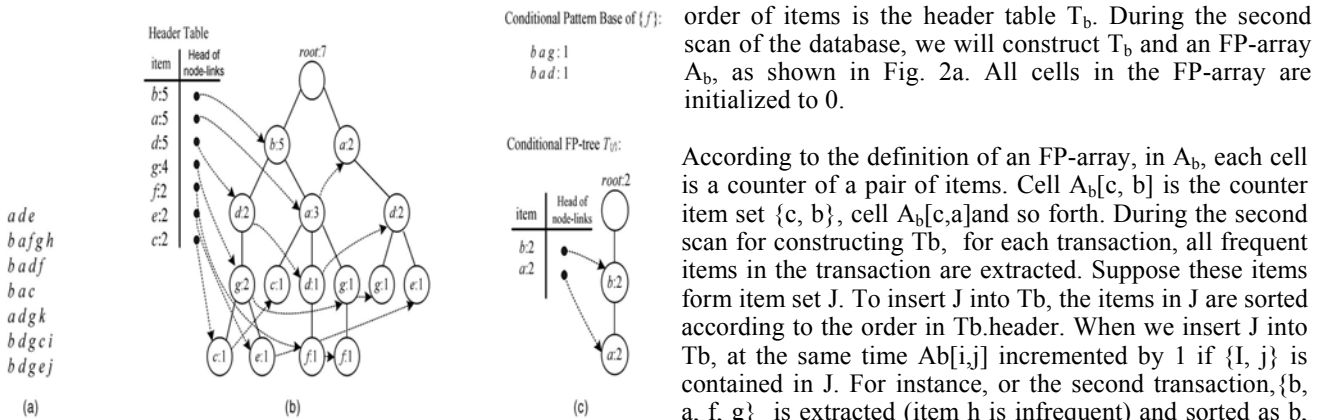 a d e
b a f g h
b a d f
b a c
a d g k
b d g c i
b d g e j
(a)
Header Table
item
Head of
node-links
b:5
a:5
d:5
g:4
f:2
e:2
c:2
root:7
b:5
a:2
d:2
a:3
d:2
g:2
c:1
d:1
g:1
g:1
e:1
c:1
e:1
f:1
f:1
(b)
Conditional Pattern Base of {f}:
b a g : 1
b a d : 1
Conditional FP-tree
root:2
item
Head of
node-links
b:2
a:2
b:2
a:2
(c)
order of items is the header table Tb. During the second
scan of the database, we will construct Tb and an FP-array
Ab, as shown in Fig. 2a. All cells in the FP-array are
initialized to 0.
According to the definition of an FP-array, in Ab, each cell
is a counter of a pair of items. Cell Ab[c, b] is the counter
item set {c, b}, cell Ab[c,a]and so forth. During the second
scan for constructing Tb, for each transaction, all frequent
items in the transaction are extracted. Suppose these items
form item set J. To insert J into Tb, the items in J are sorted
according to the order in Tb.header. When we insert J into
Tb, at the same time Ab[i,j] incremented by 1 if {I, j} is
contained in J. For instance, or the second transaction,{b,
a, f, g} is extracted (item h is infrequent) and sorted as b,